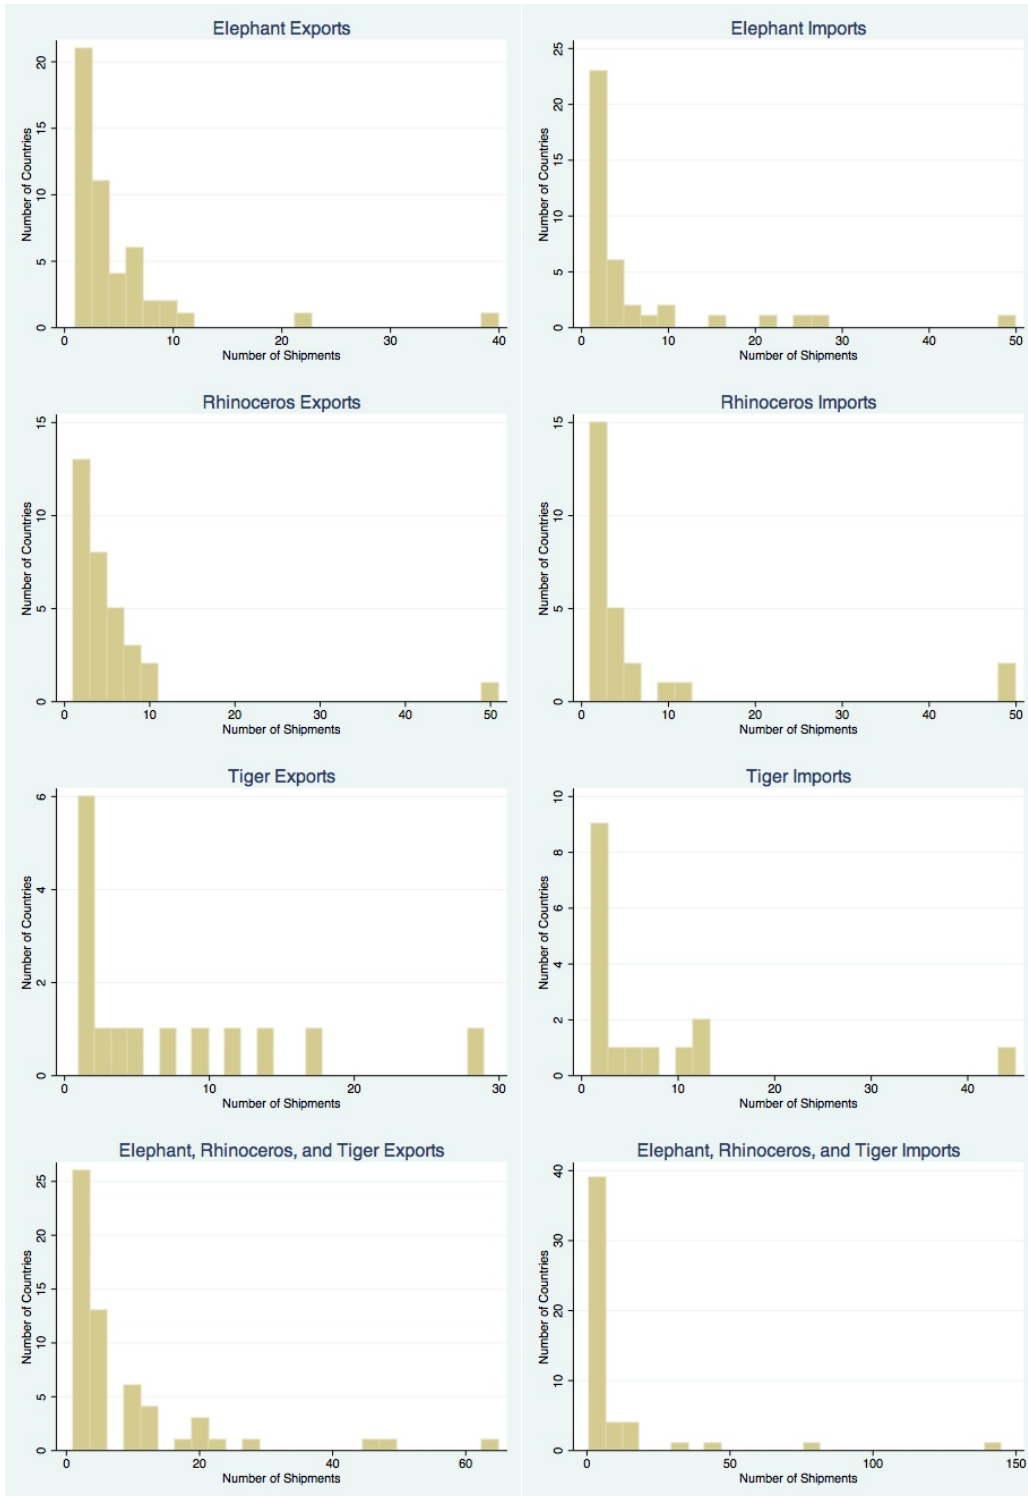 Elephant Exports
Number of Countries
20
15
10
5
0
0 10 20 30 40
Number of Shipments
Elephant Imports
Number of Countries
25
20
15
10
5
0
0 10 20 30 40 50
Number of Shipments
Rhinoceros Exports
Number of Countries
15
10
5
0
0 10 20 30 40 50
Number of Shipments
Rhinoceros Imports
Number of Countries
15
10
5
0
0 10 20 30 40 50
Number of Shipments
Tiger Exports
Number of Countries
6
4
2
0
0 10 20 30
Number of Shipments
Tiger Imports
Number of Countries
10
8
6
4
2
0
0 10 20 30 40
Number of Shipments
Elephant, Rhinoceros, and Tiger Exports
Number of Countries
25
20
15
10
5
0
0 20 40 60
Number of Shipments
Elephant, Rhinoceros, and Tiger Imports
Number of Countries
40
30
20
10
0
0 50 100 150
Number of Shipments